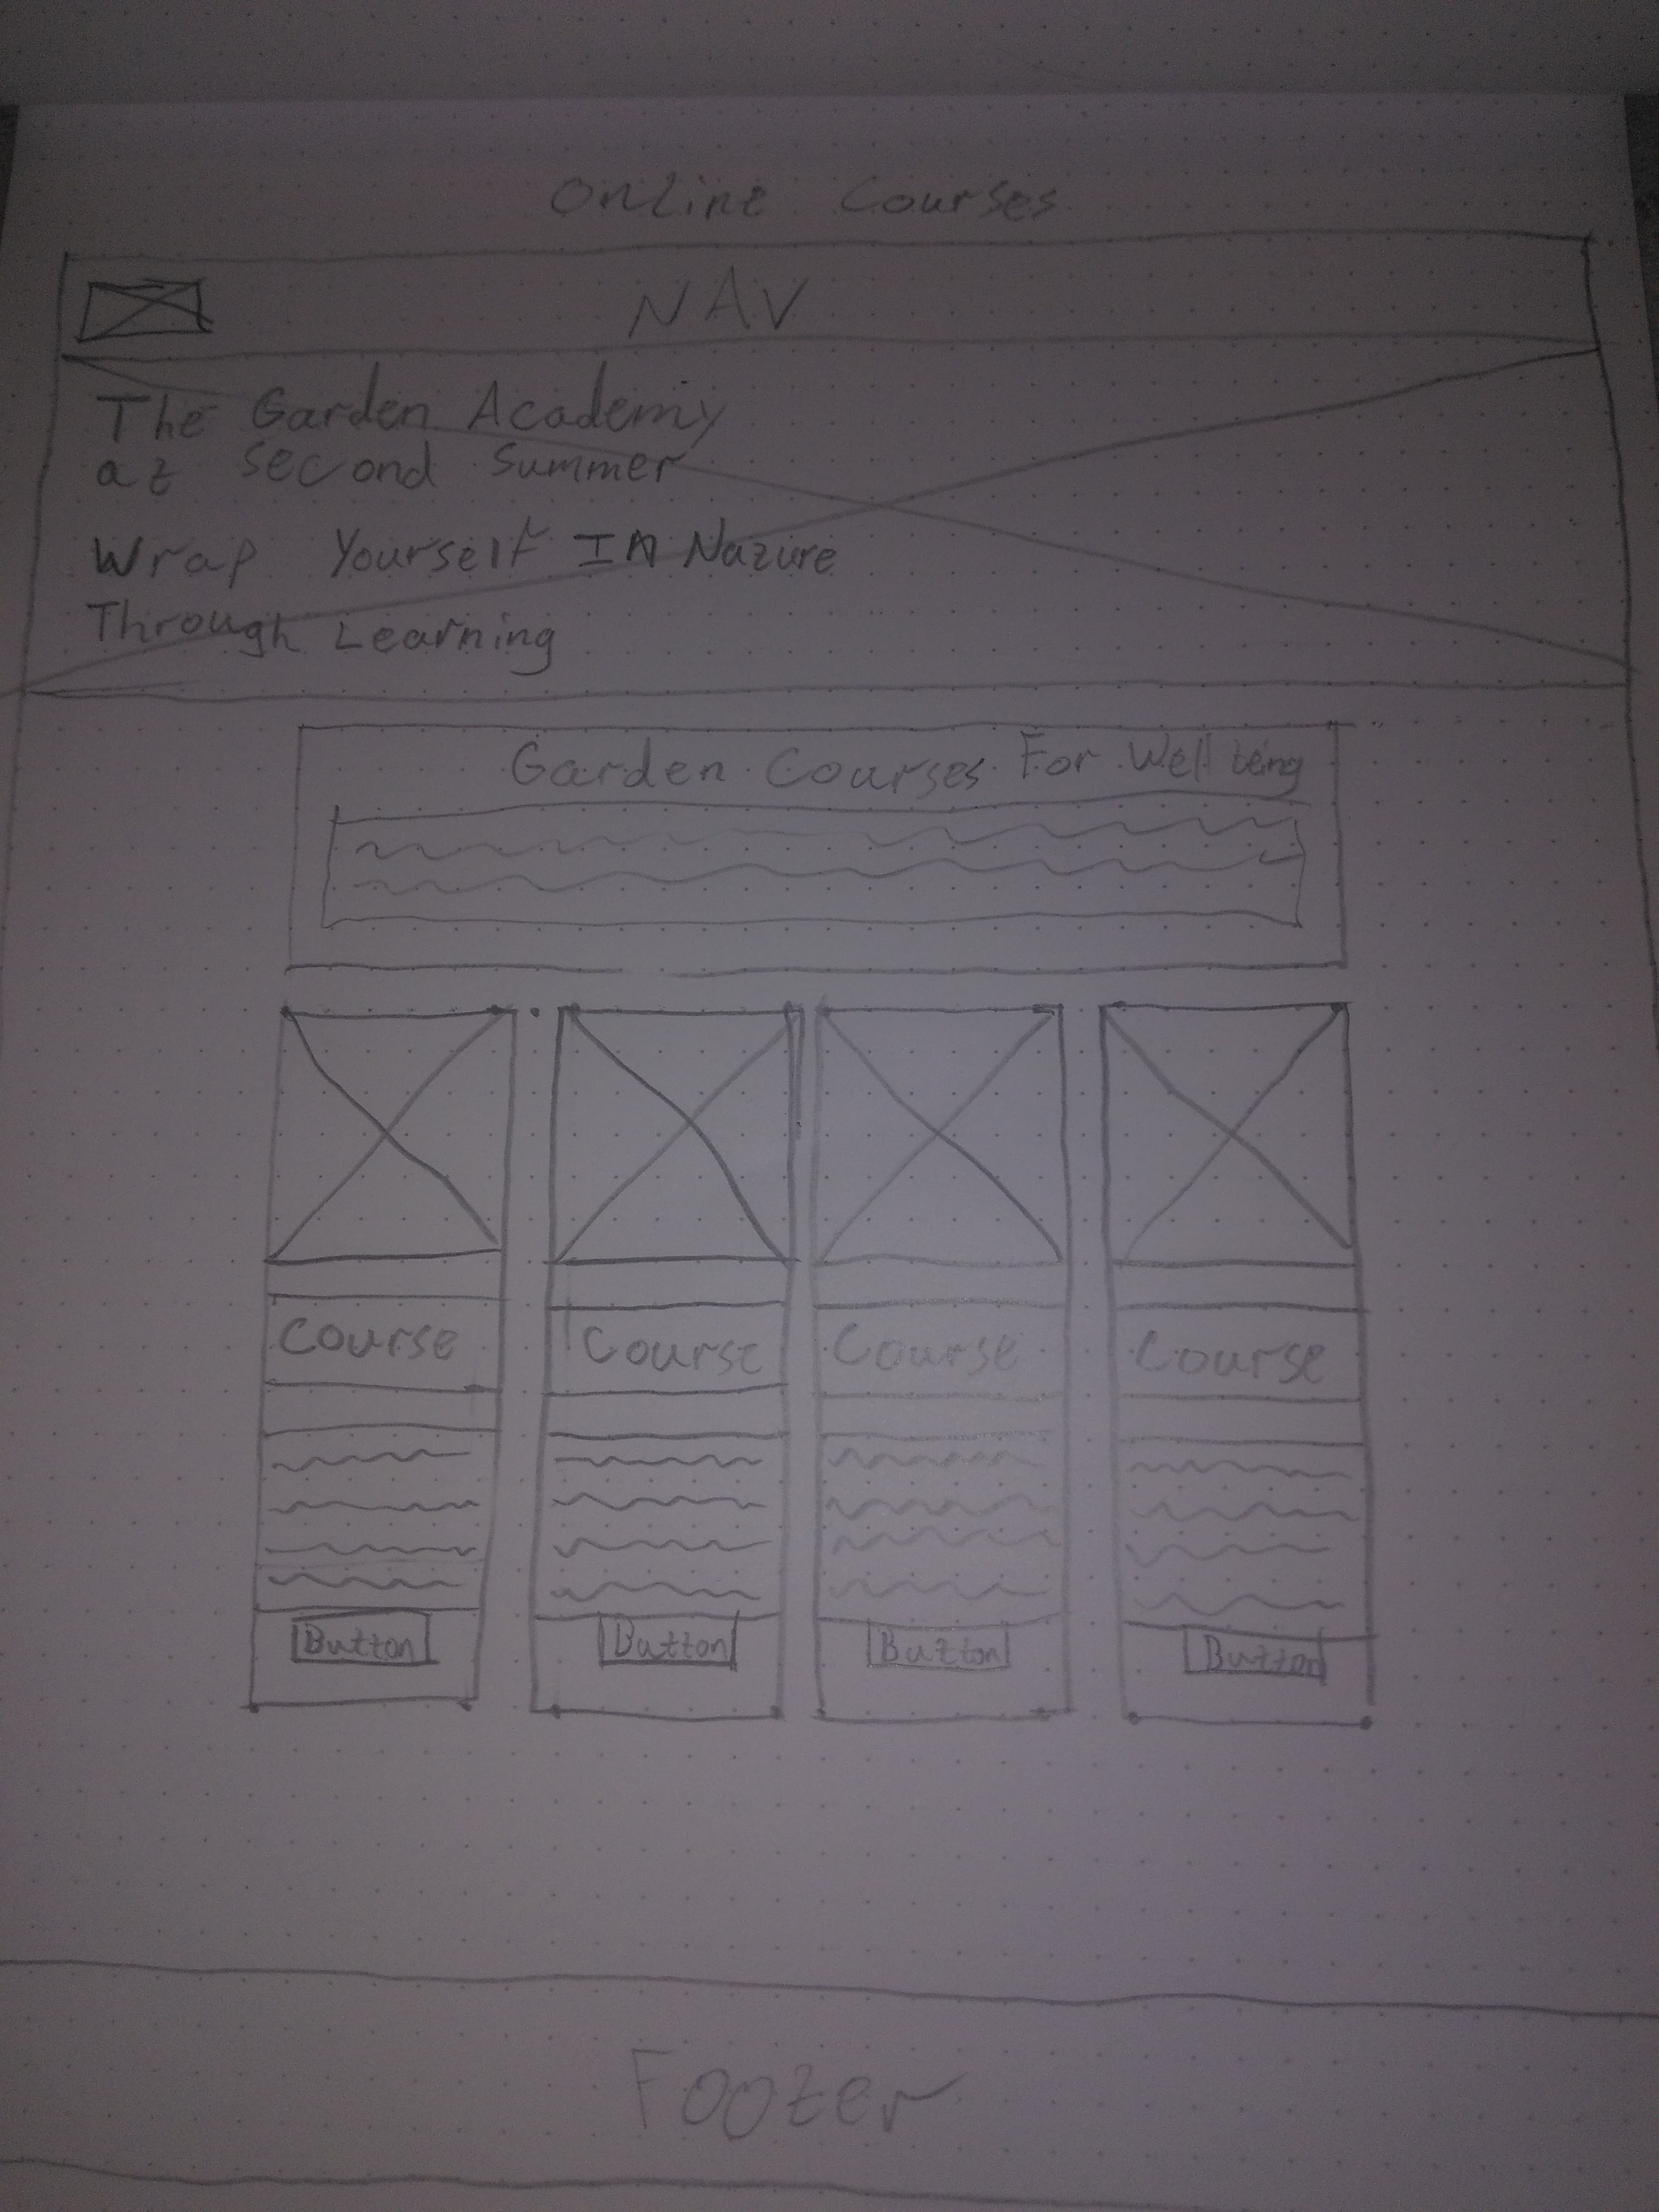 Online Courses
NAV
The Garden Academy
at Second Summer
Wrap Yourself In Nature
Through Learning
Garden Courses For Well being
Course Course Course Course
Button Button Button Button
Footer